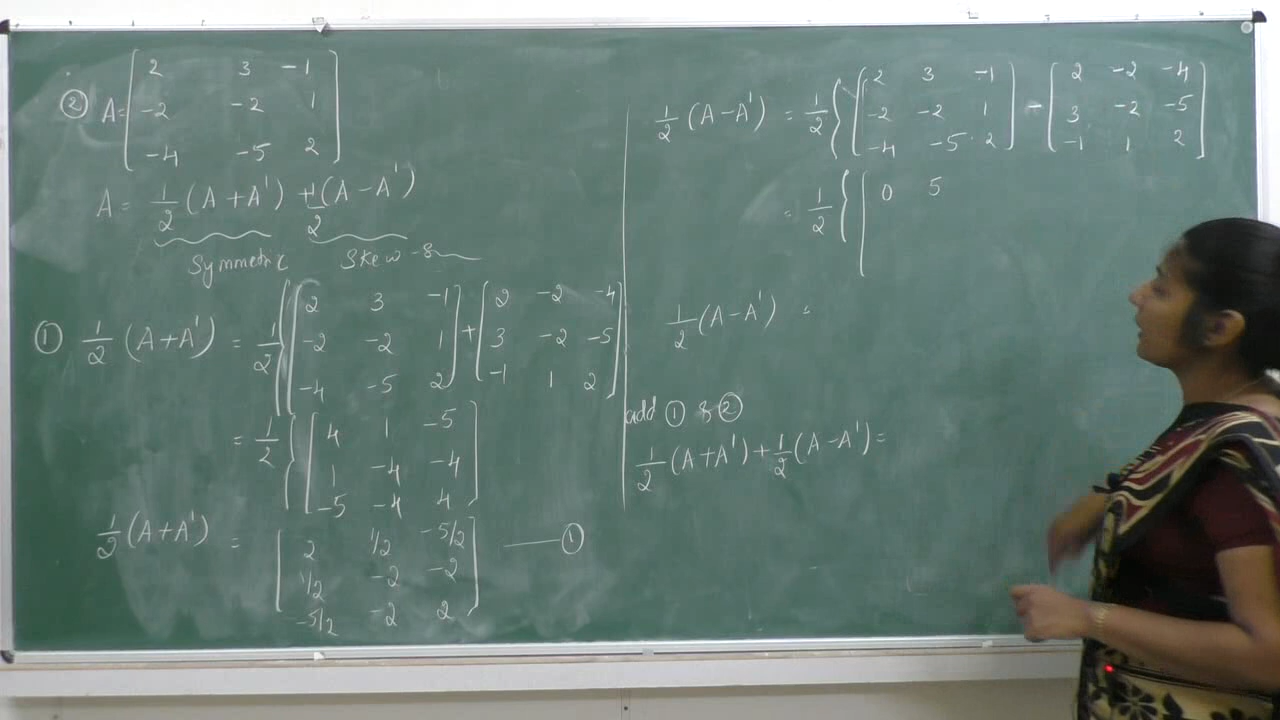 ② A = [ 2 3 -1
-2 -2 1
-4 -5 2 ]
A = 1/2 (A + A') + 1/2 (A - A')
Symmetric Skew - s
① 1/2 (A + A') = 1/2 { [ 2 3 -1 ] + [ 2 -2 -4 ]
-2 -2 1 3 -2 -5
-4 -5 2 -1 1 2
= 1/2 { [ 4 1 -5 ]
1 -4 -4
-5 -4 4
1/2 (A + A') = [ 2 1/2 -5/2 ] —— ①
1/2 -2 -2
-5/2 -2 2
1/2 (A - A') = 1/2 { [ 2 3 -1 ] - [ 2 -2 -4 ]
-2 -2 1 3 -2 -5
-4 -5 2 -1 1 2
= 1/2 { [ 0 5
1/2 (A - A') =
add ① & ②
1/2 (A + A') + 1/2 (A - A') =